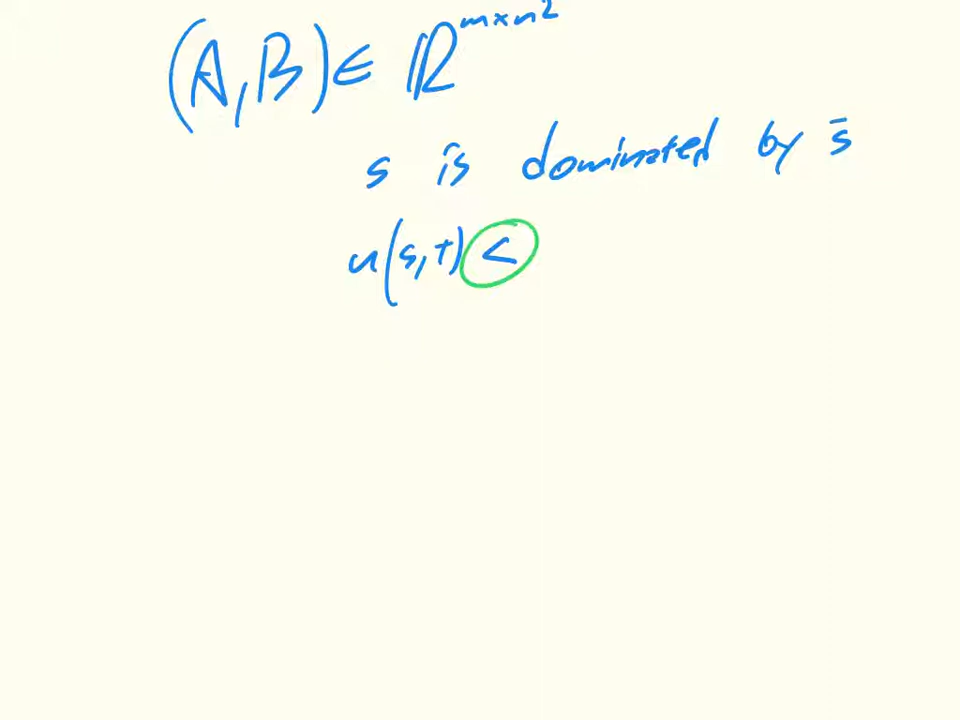 (A,B) ∈ ℝ^{m×n^2}
s is dominated by s̄
u(s,t) <